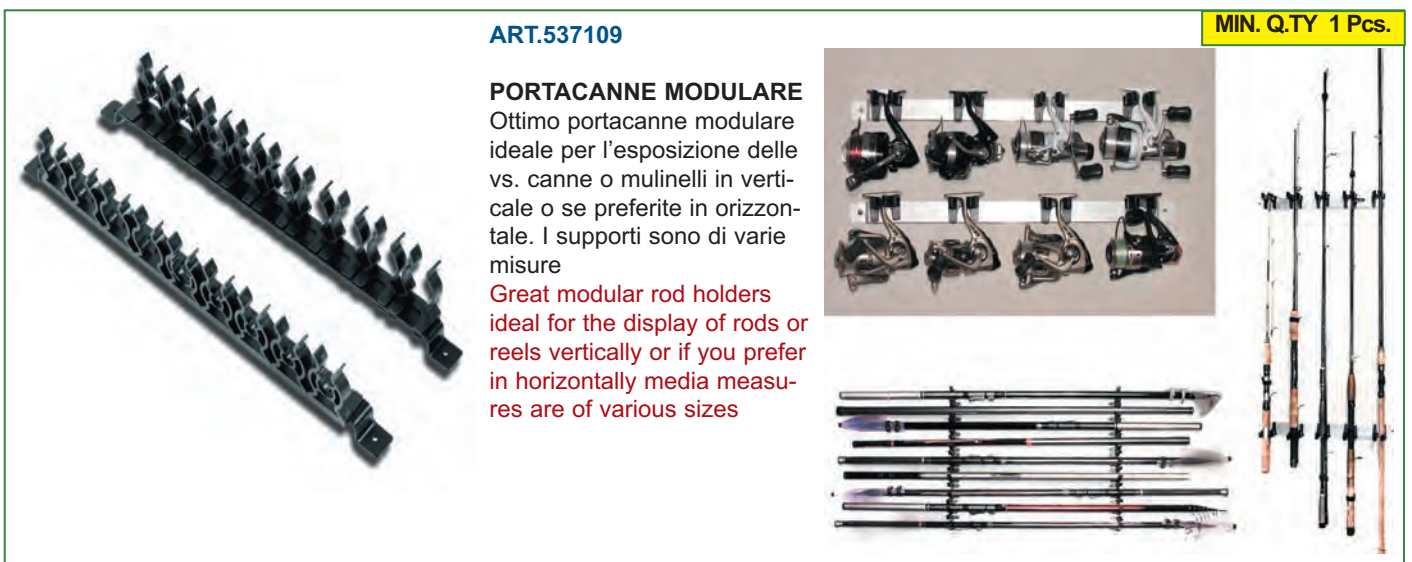 MIN. Q.TY 1 Pcs.
ART.537109
PORTACANNE MODULARE
Ottimo portacanne modulare
ideale per l’esposizione delle
vs. canne o mulinelli in verti-
cale o se preferite in orizzon-
tale. I supporti sono di varie
misure
Great modular rod holders
ideal for the display of rods or
reels vertically or if you prefer
in horizontally media measu-
res are of various sizes